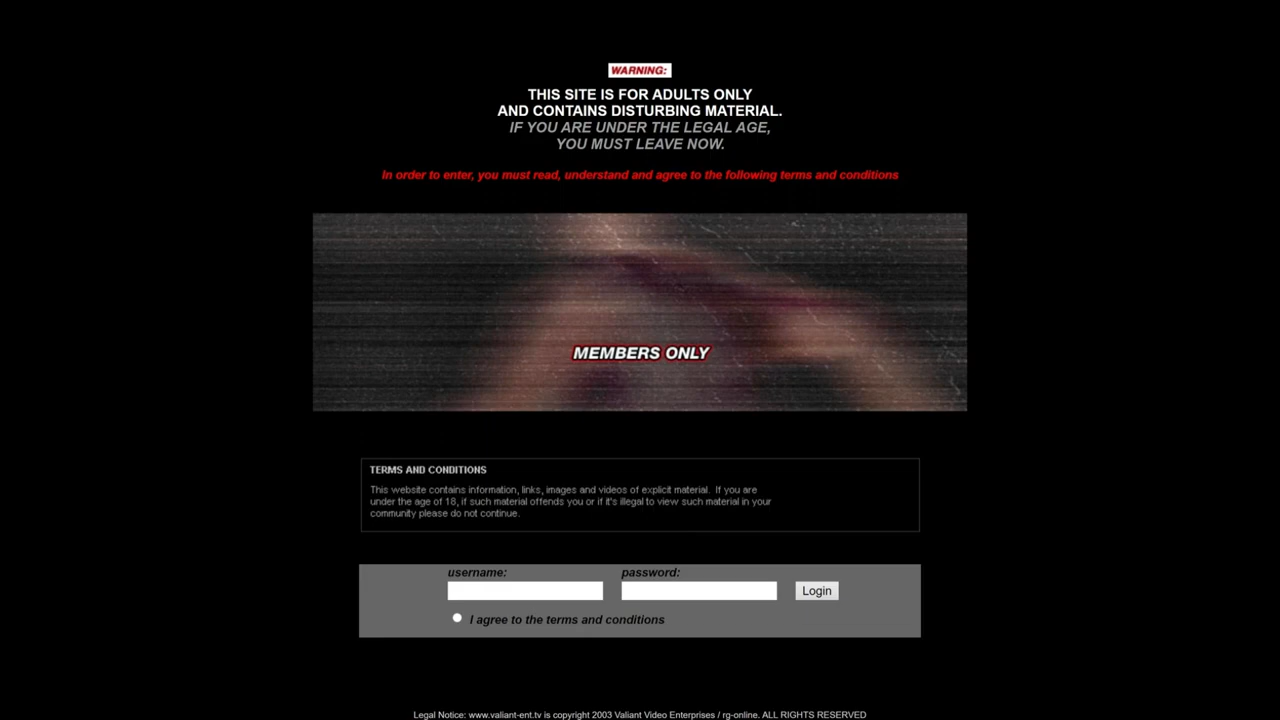 WARNING:
THIS SITE IS FOR ADULTS ONLY
AND CONTAINS DISTURBING MATERIAL.
IF YOU ARE UNDER THE LEGAL AGE,
YOU MUST LEAVE NOW.
In order to enter, you must read, understand and agree to the following terms and conditions
MEMBERS ONLY
TERMS AND CONDITIONS
This website contains information, links, images and videos of explicit material. If you are
under the age of 18, if such material offends you or if it's illegal to view such material in your
community please do not continue.
username: password:
Login
I agree to the terms and conditions
Legal Notice: www.valiant-ent.tv is copyright 2003 Valiant Video Enterprises / rg-online. ALL RIGHTS RESERVED